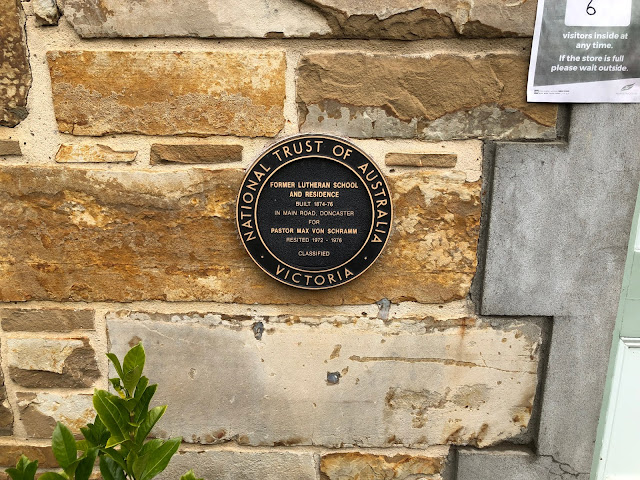 6
visitors inside at
any time.
If the store is full
please wait outside.
NATIONAL TRUST OF AUSTRALIA
FORMER LUTHERAN SCHOOL
AND RESIDENCE
BUILT 1874-76
IN MAIN ROAD, DONCASTER
FOR
PASTOR MAX VON SCHRAMM
RESITED 1972 - 1976
CLASSIFIED
· VICTORIA ·